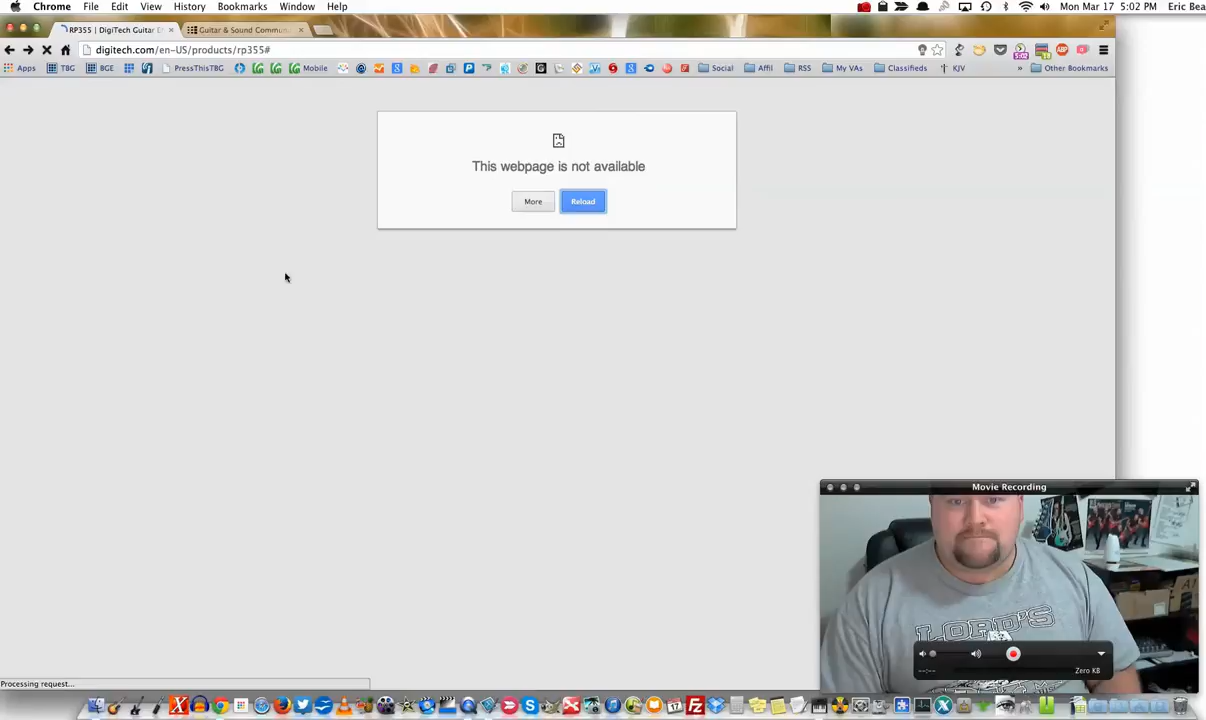 Chrome File Edit View History Bookmarks Window Help Mon Mar 17 5:02 PM Eric Bea
RP355 | DigiTech Guitar E Guitar & Sound Commun
digitech.com/en-US/products/rp355#
Apps TBG BGE PressThisTBG Mobile Social Affil RSS My VAs Classifieds KJV » Other Bookmarks
This webpage is not available
More Reload
Movie Recording
LORD'S
--:-- Zero KB
Processing request...